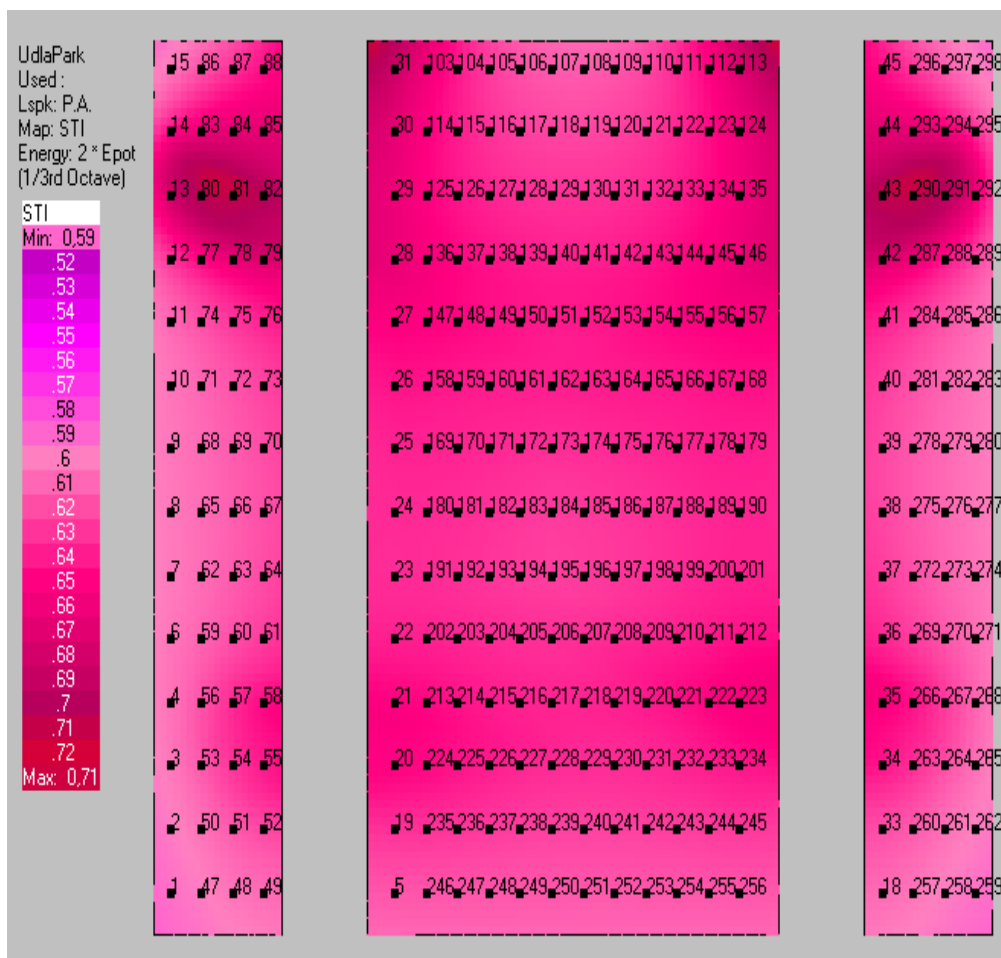 UdlaPark
Used :
Lspk: P.A.
Map: STI
Energy: 2 * Epot
(1/3rd Octave)
STI
Min: 0,59
.52
.53
.54
.55
.56
.57
.58
.59
.6
.61
.62
.63
.64
.65
.66
.67
.68
.69
.7
.71
.72
Max: 0,71
15 86 87 88 31 103 104 105 106 107 108 109 110 111 112 113 45 296 297 298
14 83 84 85 30 114 115 116 117 118 119 120 121 122 123 124 44 293 294 295
13 80 81 82 29 125 126 127 128 129 130 131 132 133 134 135 43 290 291 292
12 77 78 79 28 136 137 138 139 140 141 142 143 144 145 146 42 287 288 289
11 74 75 76 27 147 148 149 150 151 152 153 154 155 156 157 41 284 285 286
10 71 72 73 26 158 159 160 161 162 163 164 165 166 167 168 40 281 282 283
9 68 69 70 25 169 170 171 172 173 174 175 176 177 178 179 39 278 279 280
8 65 66 67 24 180 181 182 183 184 185 186 187 188 189 190 38 275 276 277
7 62 63 64 23 191 192 193 194 195 196 197 198 199 200 201 37 272 273 274
6 59 60 61 22 202 203 204 205 206 207 208 209 210 211 212 36 269 270 271
4 56 57 58 21 213 214 215 216 217 218 219 220 221 222 223 35 266 267 268
3 53 54 55 20 224 225 226 227 228 229 230 231 232 233 234 34 263 264 265
2 50 51 52 19 235 236 237 238 239 240 241 242 243 244 245 33 260 261 262
1 47 48 49 5 246 247 248 249 250 251 252 253 254 255 256 18 257 258 259